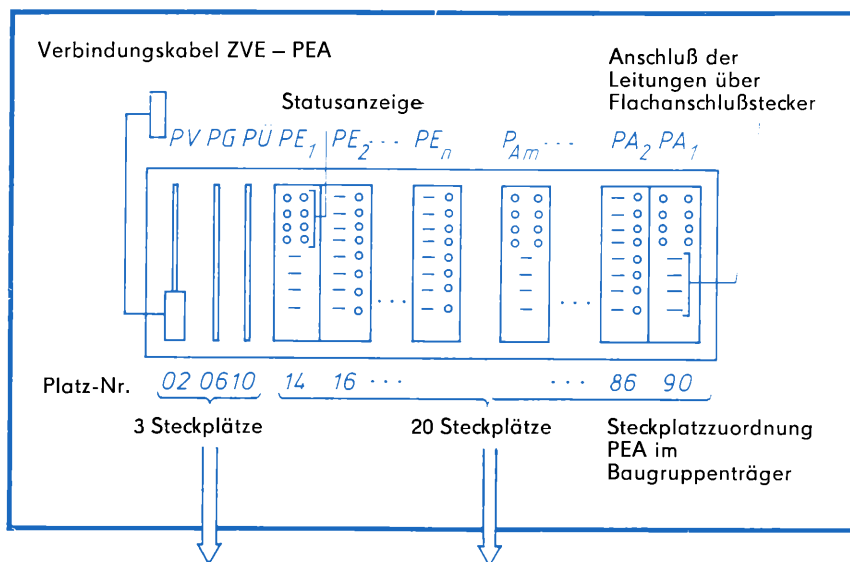 Verbindungskabel ZVE – PEA
Anschluß der
Leitungen über
Flachanschlußstecker
Statusanzeige
PV PG PÜ PE1 PE2 ··· PEn PAm ··· PA2 PA1
··· ···
Platz-Nr. 02 06 10 14 16 ··· ··· 86 90
3 Steckplätze
20 Steckplätze
Steckplatzzuordnung
PEA im
Baugruppenträger